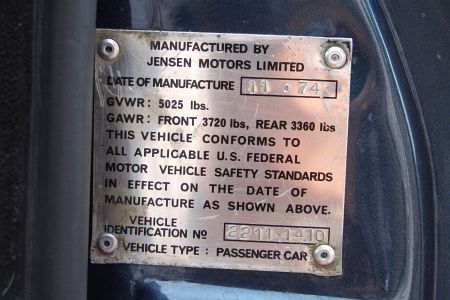 MANUFACTURED BY
JENSEN MOTORS LIMITED
DATE OF MANUFACTURE 11 o 74
GVWR: 5025 lbs.
GAWR: FRONT 3720 lbs, REAR 3360 lbs
THIS VEHICLE CONFORMS TO
ALL APPLICABLE U.S. FEDERAL
MOTOR VEHICLE SAFETY STANDARDS
IN EFFECT ON THE DATE OF
MANUFACTURE AS SHOWN ABOVE.
VEHICLE
IDENTIFICATION Nº 2211-1410
VEHICLE TYPE: PASSENGER CAR